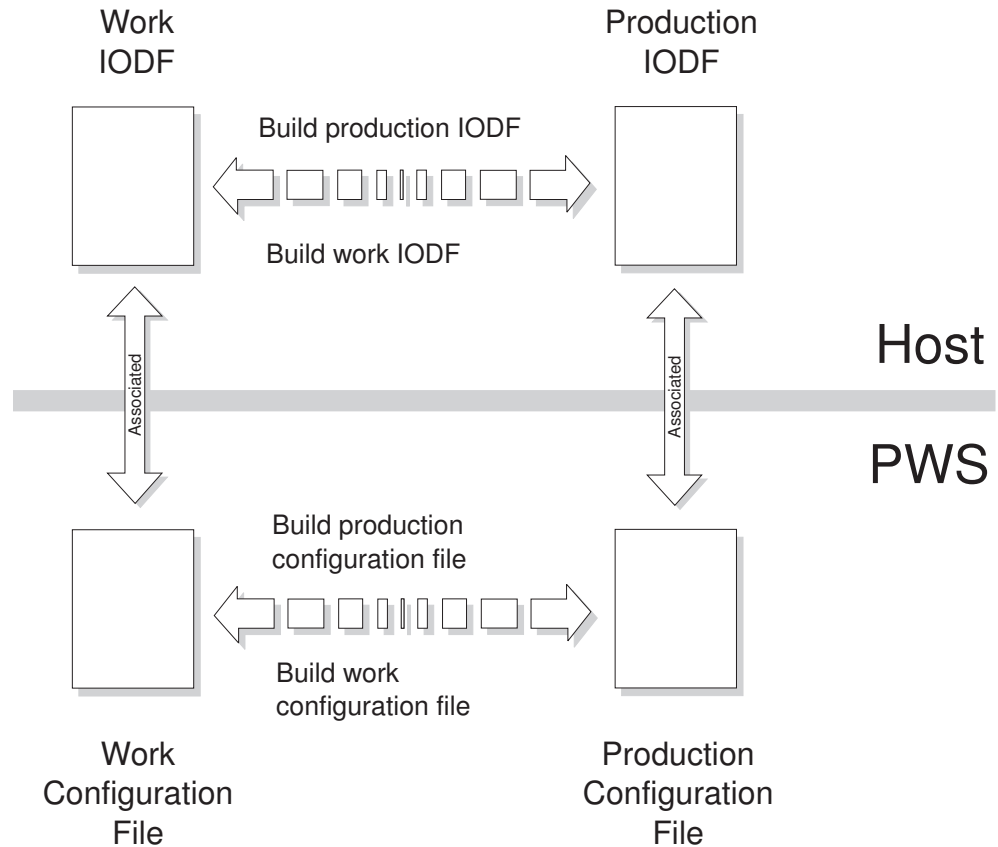 Work
IODF
Production
IODF
Build production IODF
Build work IODF
Host
Associated
Associated
PWS
Build production
configuration file
Build work
configuration file
Work
Configuration
File
Production
Configuration
File